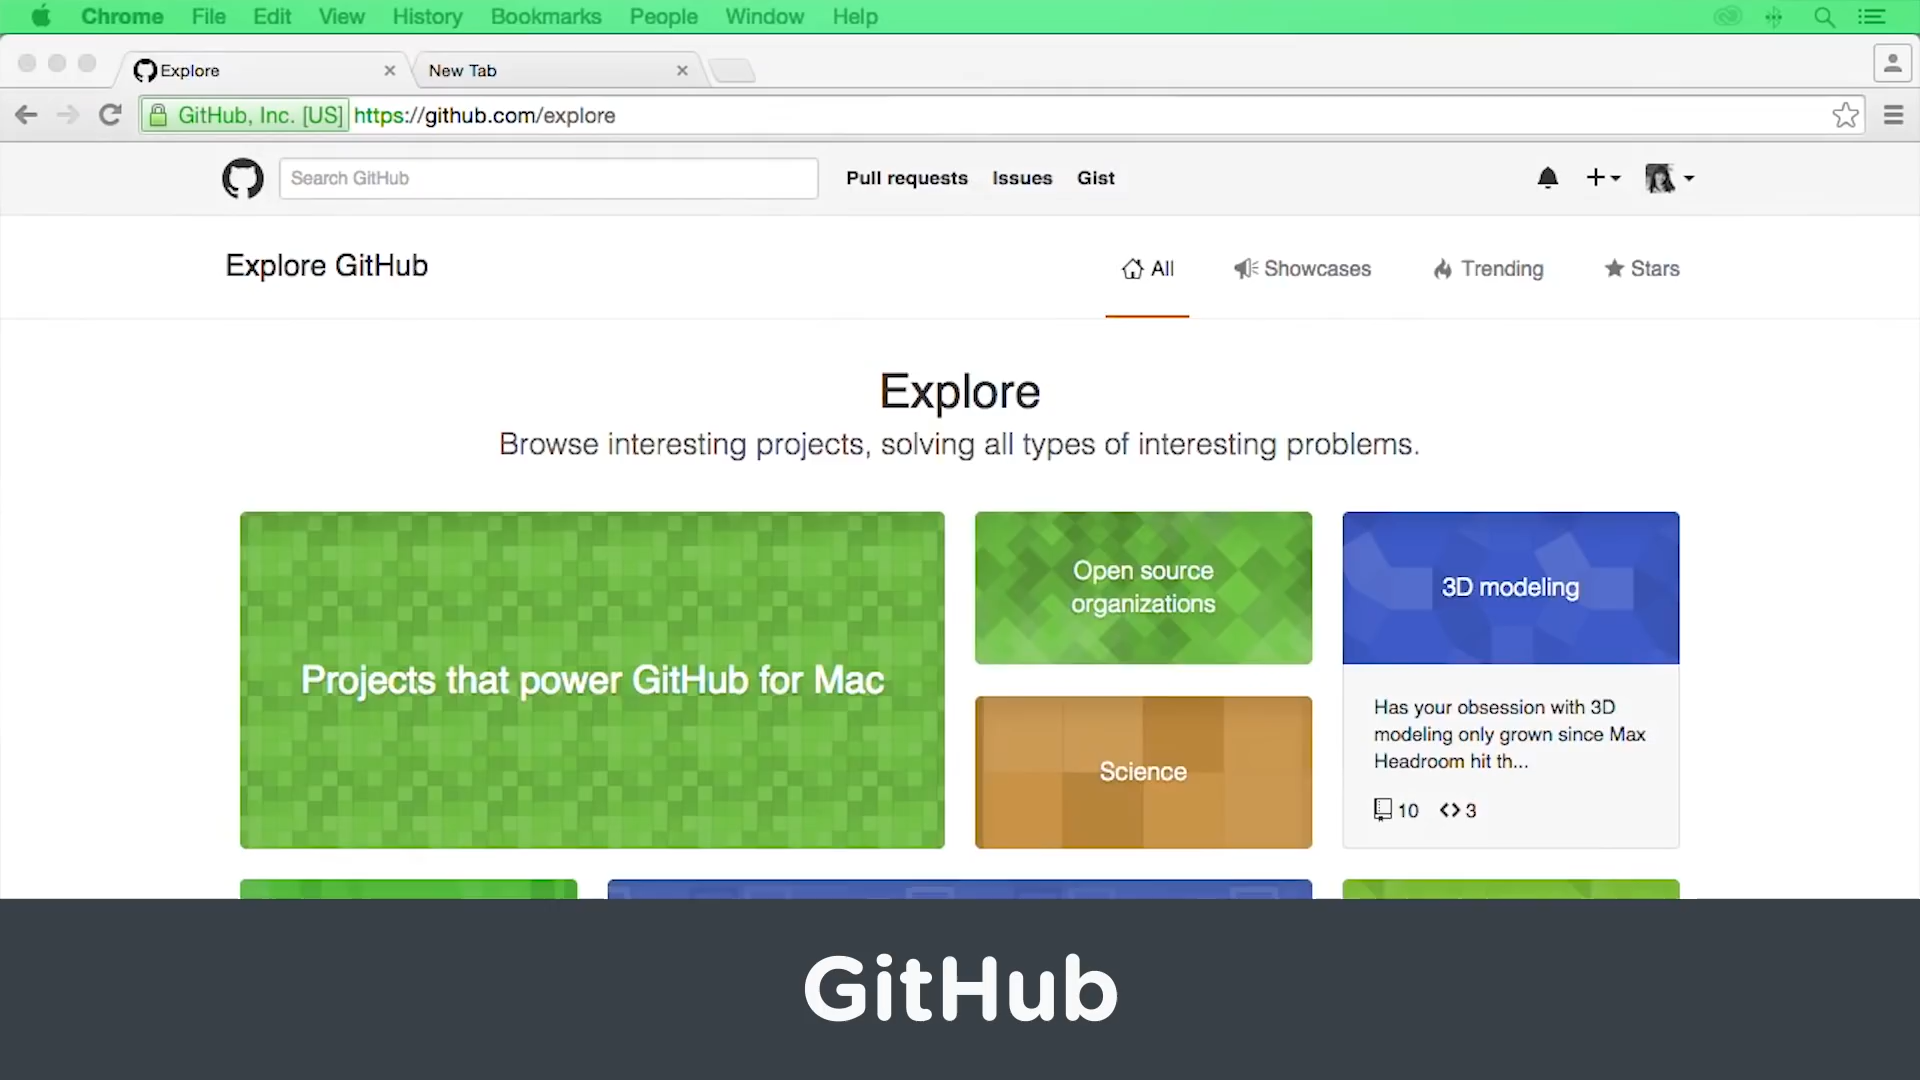 Chrome File Edit View History Bookmarks People Window Help
Explore
New Tab
GitHub, Inc. [US] https://github.com/explore
Search GitHub
Pull requests Issues Gist
Explore GitHub
All Showcases Trending Stars
Explore
Browse interesting projects, solving all types of interesting problems.
Projects that power GitHub for Mac
Open source
organizations
Science
3D modeling
Has your obsession with 3D
modeling only grown since Max
Headroom hit th...
10 3
GitHub